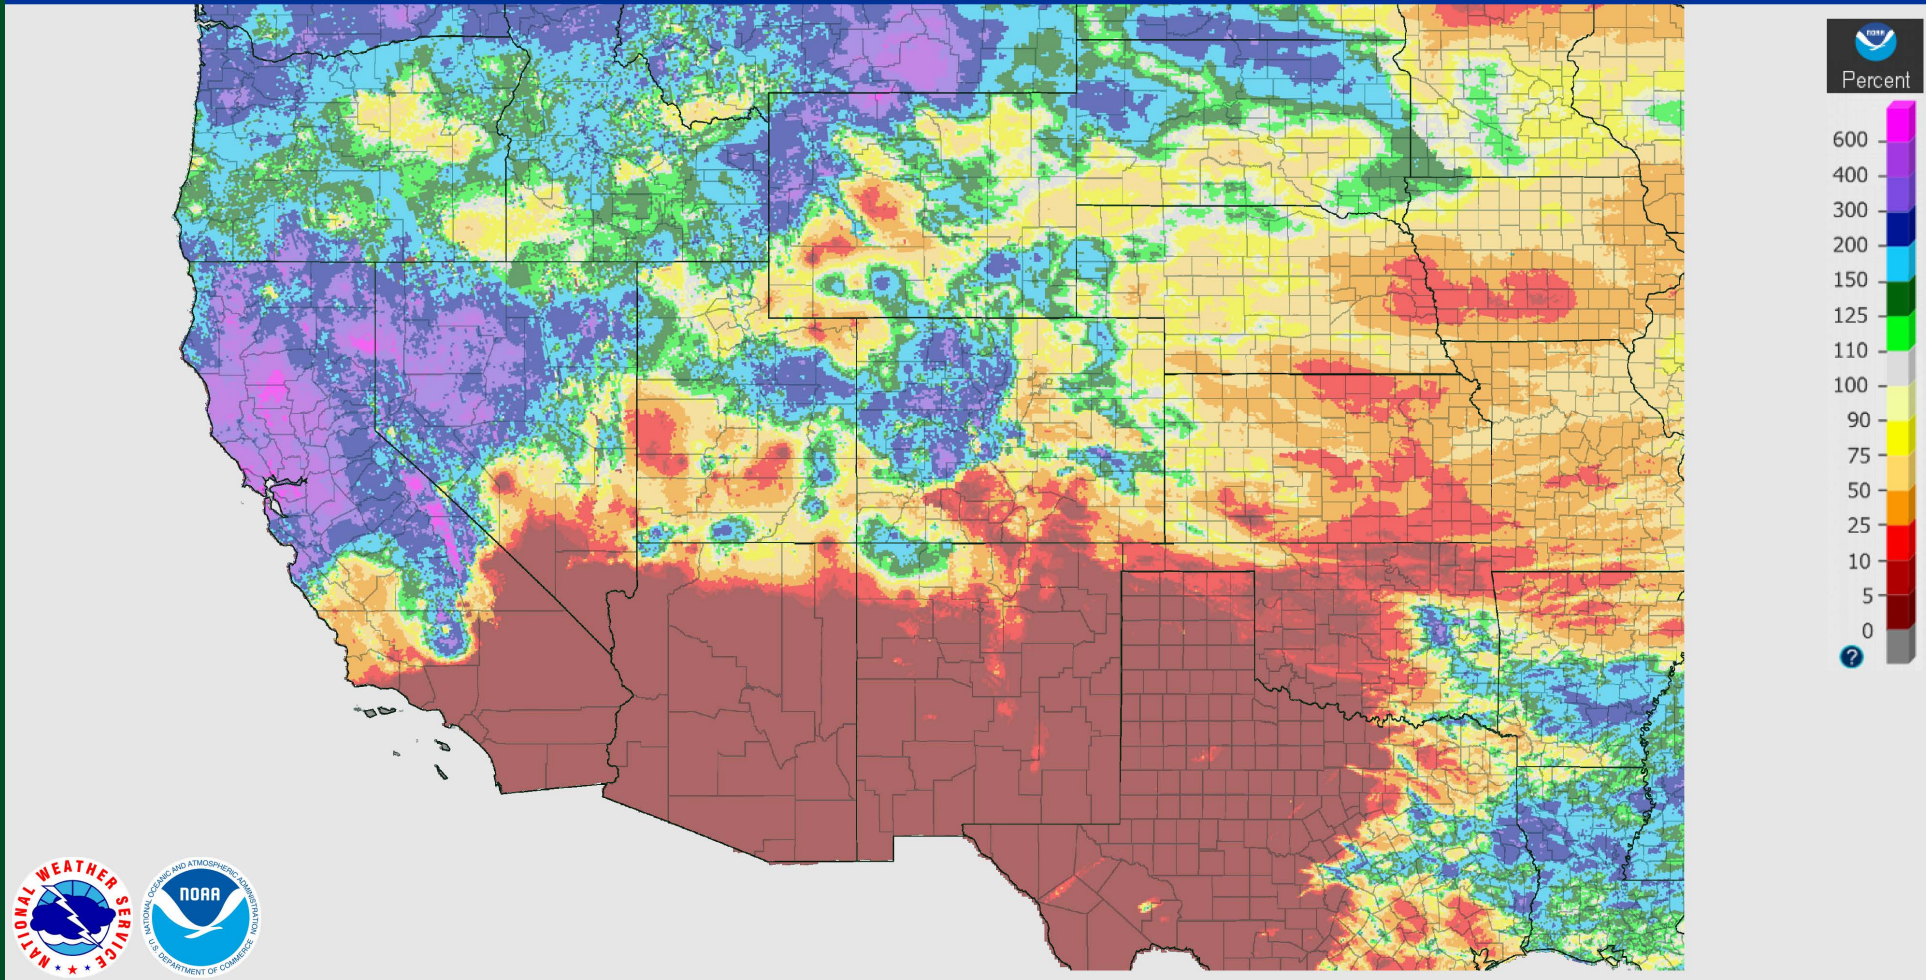 NOAA
Percent
600
400
300
200
150
125
110
100
90
75
50
25
10
5
0
?
NATIONAL WEATHER SERVICE
NATIONAL OCEANIC AND ATMOSPHERIC ADMINISTRATION
NOAA
U.S. DEPARTMENT OF COMMERCE